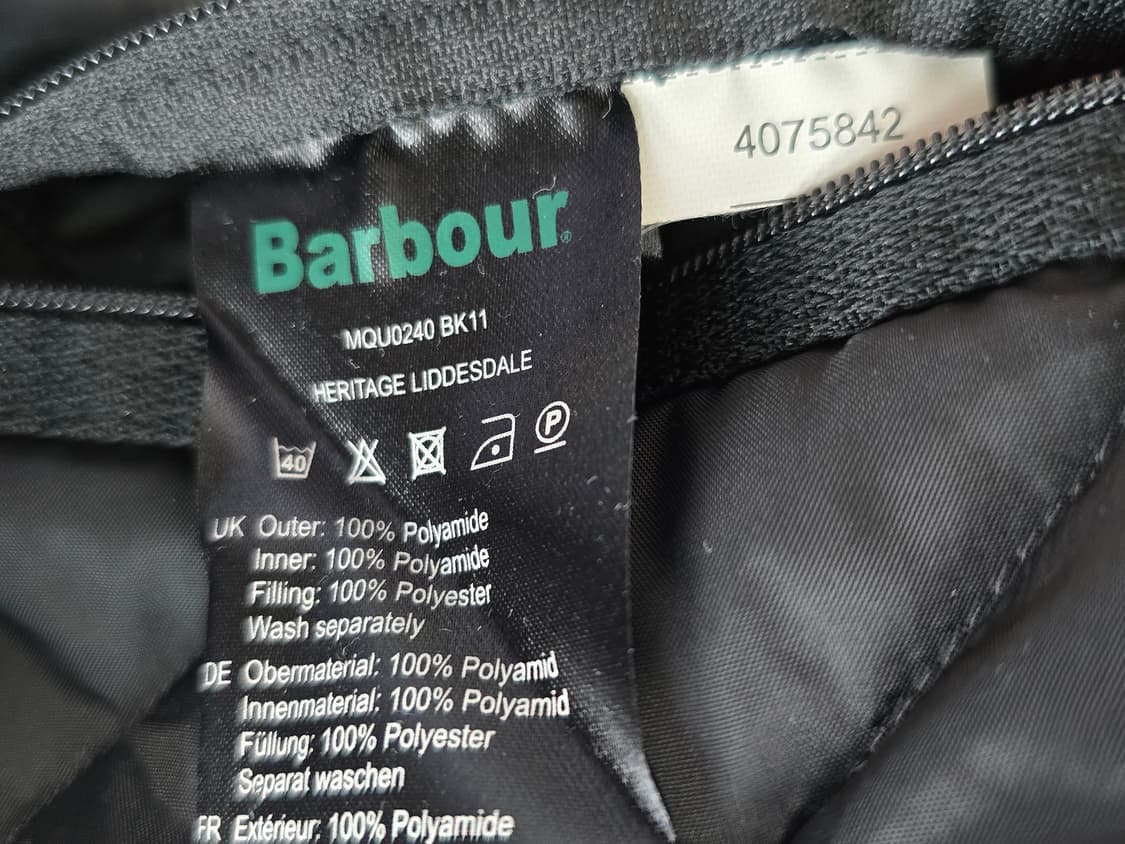 4075842
Barbour®
MQU0240 BK11
HERITAGE LIDDESDALE
40
P
UK Outer: 100% Polyamide
Inner: 100% Polyamide
Filling: 100% Polyester
Wash separately
DE Obermaterial: 100% Polyamid
Innenmaterial: 100% Polyamid
Füllung: 100% Polyester
Separat waschen
FR Extérieur: 100% Polyamide